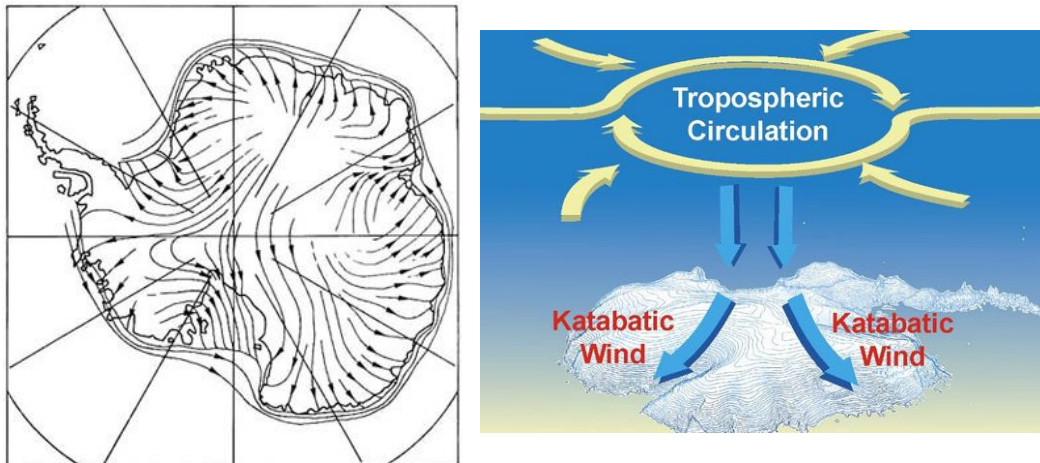 Tropospheric
Circulation
Katabatic
Wind
Katabatic
Wind